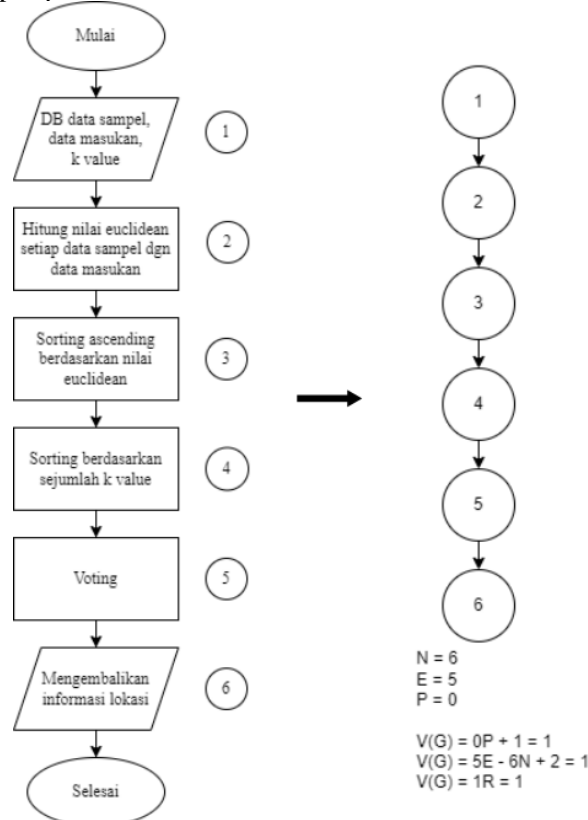 Mulai
DB data sampel,
data masukan,
k value
1
Hitung nilai euclidean
setiap data sampel dgn
data masukan
2
Sorting ascending
berdasarkan nilai
euclidean
3
Sorting berdasarkan
sejumlah k value
4
Voting
5
Mengembalikan
informasi lokasi
6
Selesai
1
2
3
4
5
6
N = 6
E = 5
P = 0
V(G) = 0P + 1 = 1
V(G) = 5E - 6N + 2 = 1
V(G) = 1R = 1